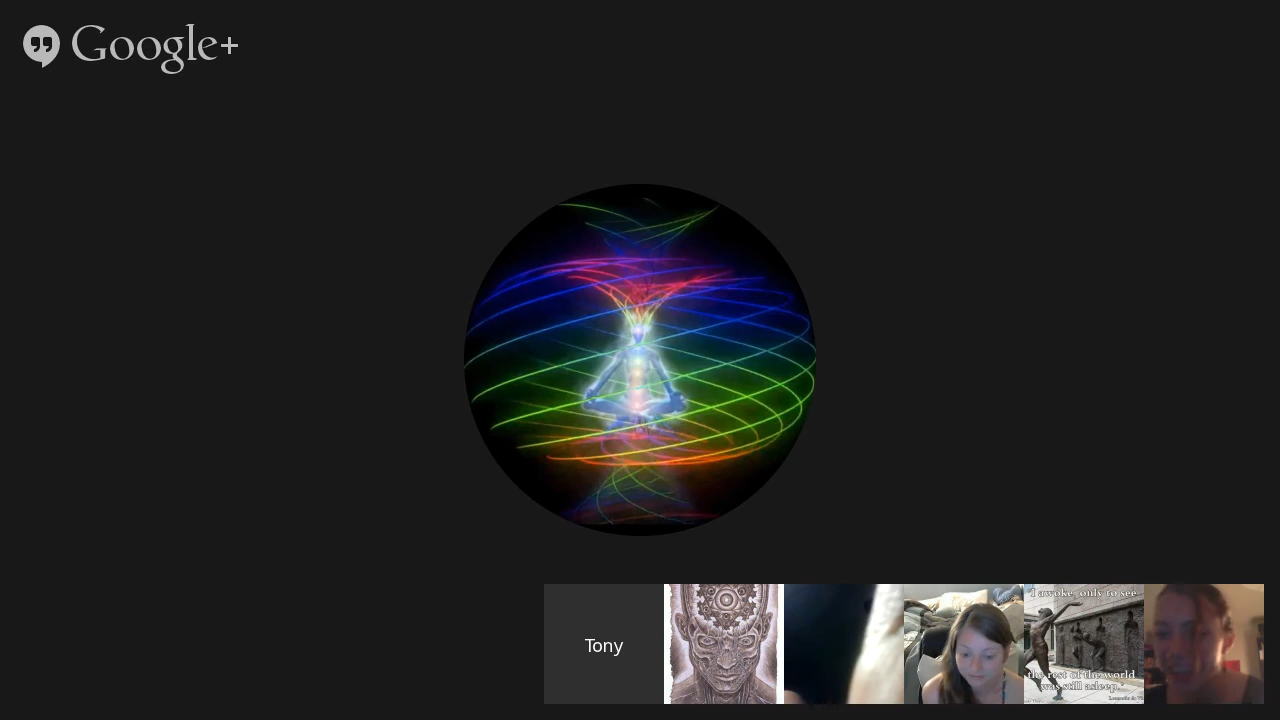 Google+
Tony
I awoke, only to see
the rest of the world
was still asleep.